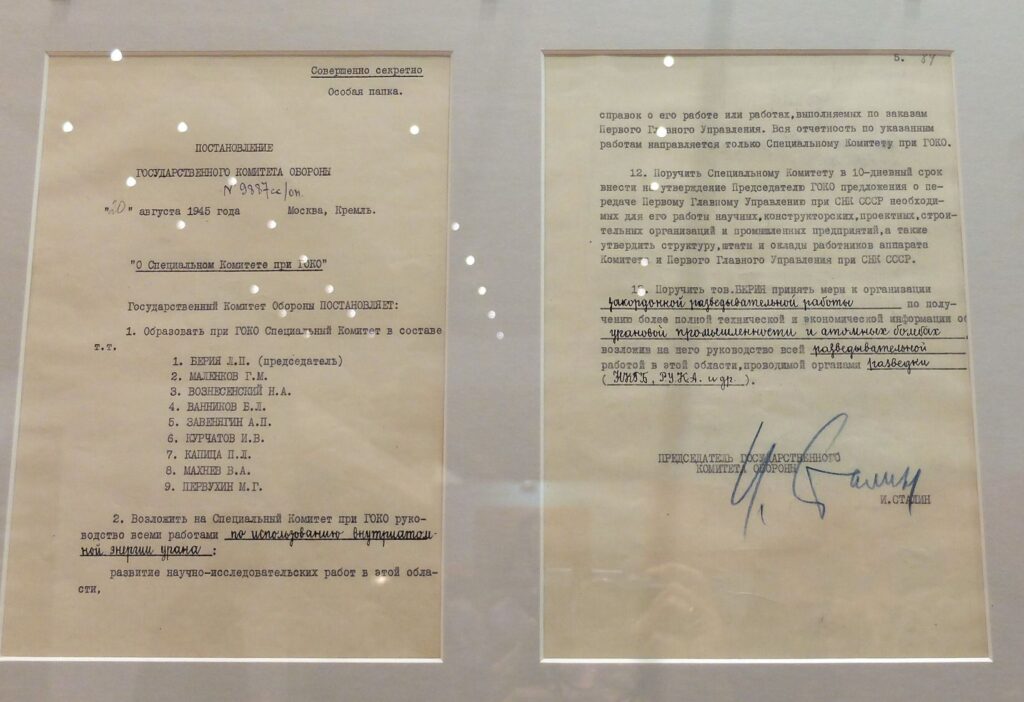 Совершенно секретно
Особая папка.
ПОСТАНОВЛЕНИЕ
ГОСУДАРСТВЕННОГО КОМИТЕТА ОБОРОНЫ
№ 9887сс/оп.
"20" августа 1945 года Москва, Кремль.
"О Специальном Комитете при ГОКО"
Государственный Комитет Обороны ПОСТАНОВЛЯЕТ:
1. Образовать при ГОКО Специальный Комитет в составе
т.т.
1. БЕРИЯ Л.П. (председатель)
2. МАЛЕНКОВ Г.М.
3. ВОЗНЕСЕНСКИЙ Н.А.
4. ВАННИКОВ Б.Л.
5. ЗАВЕНЯГИН А.П.
6. КУРЧАТОВ И.В.
7. КАПИЦА П.Л.
8. МАХНЕВ В.А.
9. ПЕРВУХИН М.Г.
2. Возложить на Специальный Комитет при ГОКО руко-
водство всеми работами по использованию внутриатом-
ной энергии урана :
развитие научно-исследовательских работ в этой обла-
сти,
5. 84
справок о его работе или работах,выполняемых по заказам
Первого Главного Управления. Вся отчетность по указанным
работам направляется только Специальному Комитету при ГОКО.
12. Поручить Специальному Комитету в 10-дневный срок
внести на утверждение Председателю ГОКО предложения о пе-
редаче Первому Главному Управлению при СНК СССР необходи-
мых для его работы научных,конструкторских,проектных,строи-
тельных организаций и промышленных предприятий,а также
утвердить структуру,штаты и оклады работников аппарата
Комитета и Первого Главного Управления при СНК СССР.
13. Поручить тов.БЕРИЯ принять меры к организации
закордонной разведывательной работы по полу-
чению более полной технической и экономической информации об
урановой промышленности и атомных бомбах
возложив на него руководство всей разведывательной
работой в этой области,проводимой органами разведки
( НКГБ, РУКА и др. ).
ПРЕДСЕДАТЕЛЬ ГОСУДАРСТВЕННОГО
КОМИТЕТА ОБОРОНЫ
И. Сталин
И.СТАЛИН